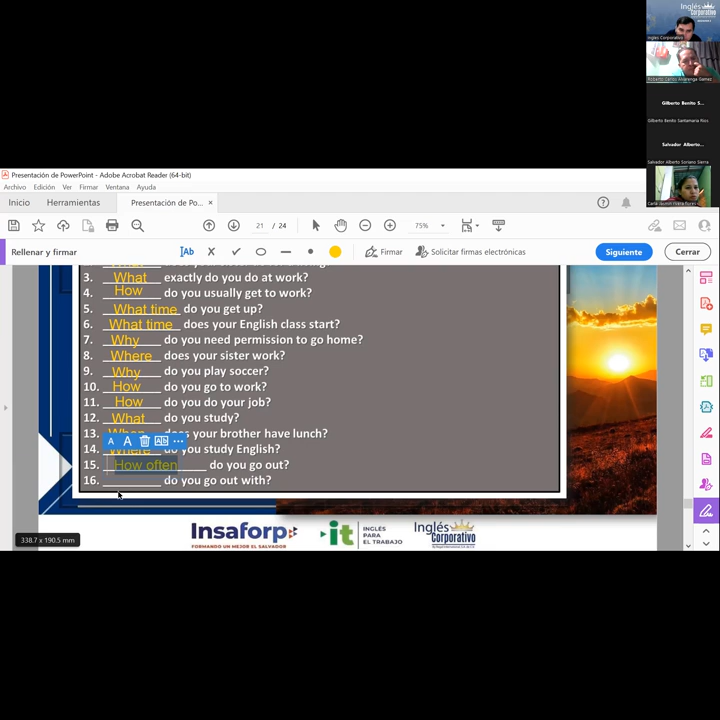 Inglés
Corporativo
Ingles Corporativo
Gilberto Benito S...
Gilberto Benito Santamaria Rios
Salvador Alberto...
Salvador Alberto Soriano Sierra
Presentación de PowerPoint - Adobe Acrobat Reader (64-bit)
Archivo Edición Ver Firmar Ventana Ayuda
Inicio Herramientas Presentación de Po... ×
21 / 24 75%
Rellenar y firmar Ab Firmar Solicitar firmas electrónicas Siguiente Cerrar
3. What exactly do you do at work?
4. How do you usually get to work?
5. What time do you get up?
6. What time does your English class start?
7. Why do you need permission to go home?
8. Where does your sister work?
9. Why do you play soccer?
10. How do you go to work?
11. How do you do your job?
12. What do you study?
13. When does your brother have lunch?
14. Where do you study English?
15. How often do you go out?
16. ________ do you go out with?
A A Ab ...
338.7 x 190.5 mm
Insaforp
FORMANDO UN MEJOR EL SALVADOR
it INGLÉS PARA EL TRABAJO
Inglés
Corporativo